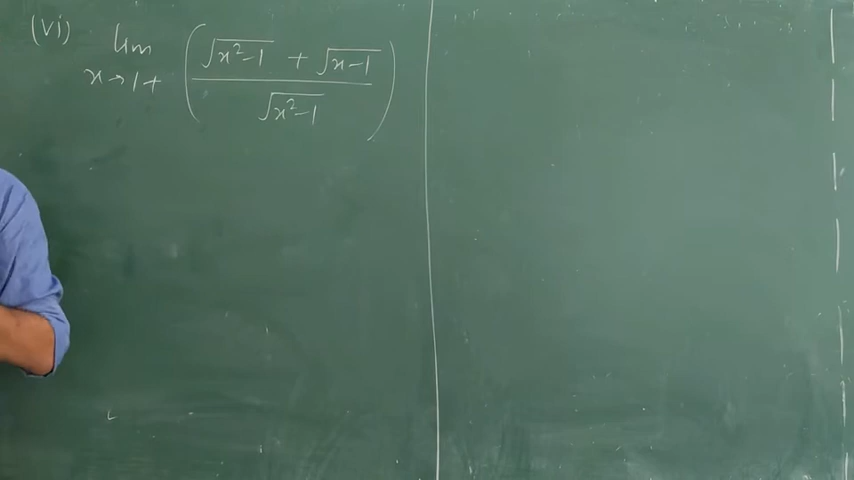 (vi) lim x→1+ ( (√(x²-1) + √(x-1)) / √(x²-1) )